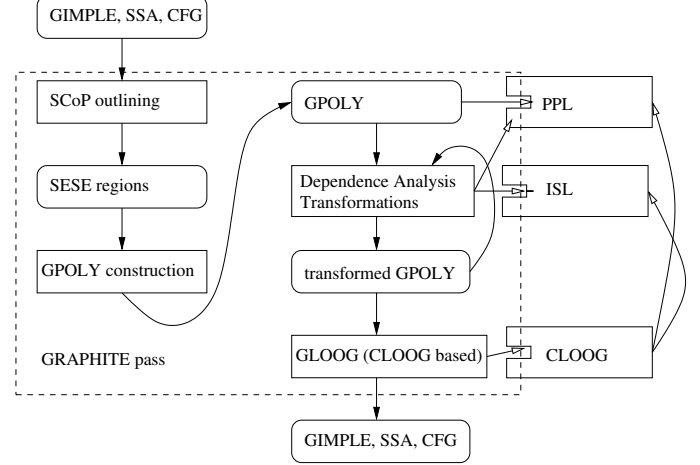 GIMPLE, SSA, CFG
SCoP outlining
SESE regions
GPOLY construction
GRAPHITE pass
GPOLY
Dependence Analysis
Transformations
transformed GPOLY
GLOOG (CLOOG based)
GIMPLE, SSA, CFG
PPL
ISL
CLOOG